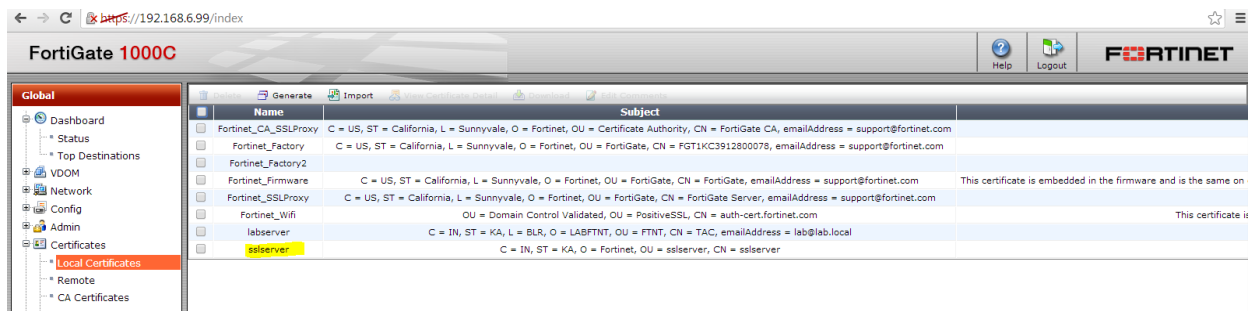 https://192.168.6.99/index
FortiGate 1000C
Help
Logout
FORTINET
Global
Dashboard
Status
Top Destinations
VDOM
Network
Config
Admin
Certificates
Local Certificates
Remote
CA Certificates
Delete Generate Import View Certificate Detail Download Edit Comments
Name Subject
Fortinet_CA_SSLProxy C = US, ST = California, L = Sunnyvale, O = Fortinet, OU = Certificate Authority, CN = FortiGate CA, emailAddress = support@fortinet.com
Fortinet_Factory C = US, ST = California, L = Sunnyvale, O = Fortinet, OU = FortiGate, CN = FGT1KC3912800078, emailAddress = support@fortinet.com
Fortinet_Factory2
Fortinet_Firmware C = US, ST = California, L = Sunnyvale, O = Fortinet, OU = FortiGate, CN = FortiGate, emailAddress = support@fortinet.com This certificate is embedded in the firmware and is the same on
Fortinet_SSLProxy C = US, ST = California, L = Sunnyvale, O = Fortinet, OU = FortiGate, CN = FortiGate Server, emailAddress = support@fortinet.com
Fortinet_Wifi OU = Domain Control Validated, OU = PositiveSSL, CN = auth-cert.fortinet.com This certificate is
labserver C = IN, ST = KA, L = BLR, O = LABFTNT, OU = FTNT, CN = TAC, emailAddress = lab@lab.local
sslserver C = IN, ST = KA, O = Fortinet, OU = sslserver, CN = sslserver